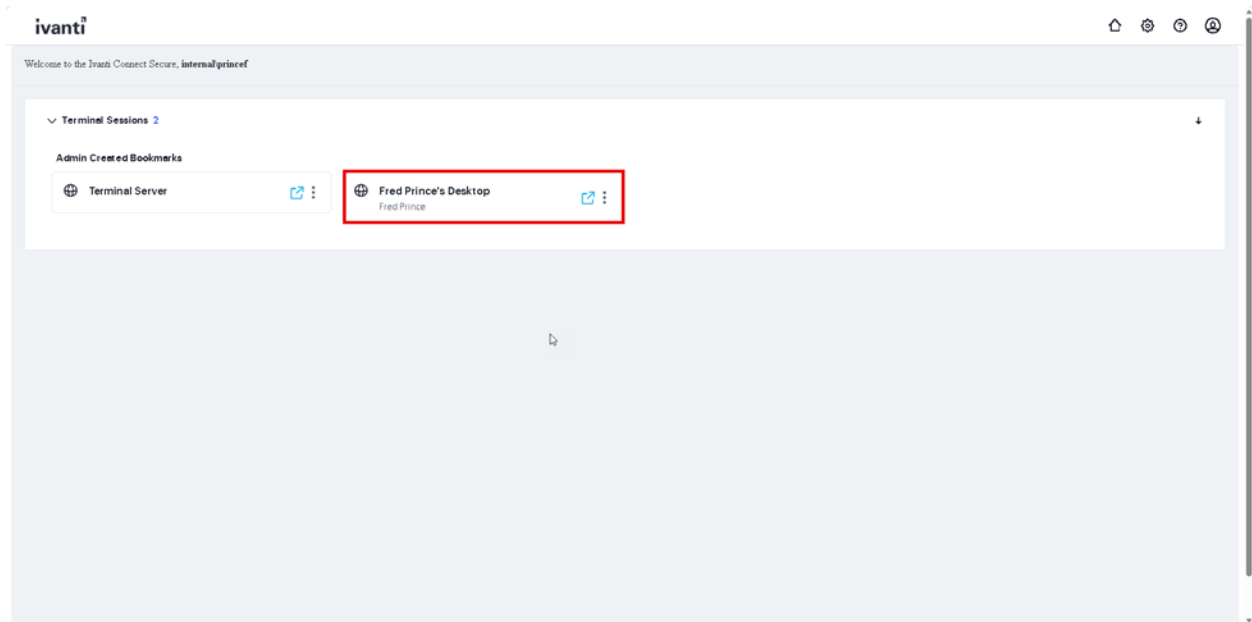 ivanti
Welcome to the Ivanti Connect Secure, internal\princef
Terminal Sessions 2
Admin Created Bookmarks
Terminal Server
Fred Prince's Desktop
Fred Prince